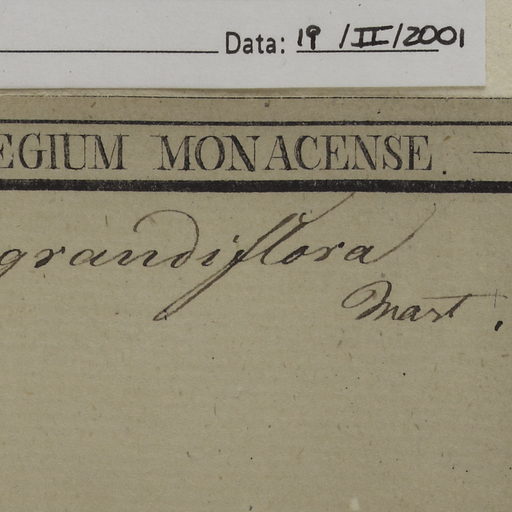 Data: 19 /II/2001
EGIUM MONACENSE.
grandiflora
Mart.